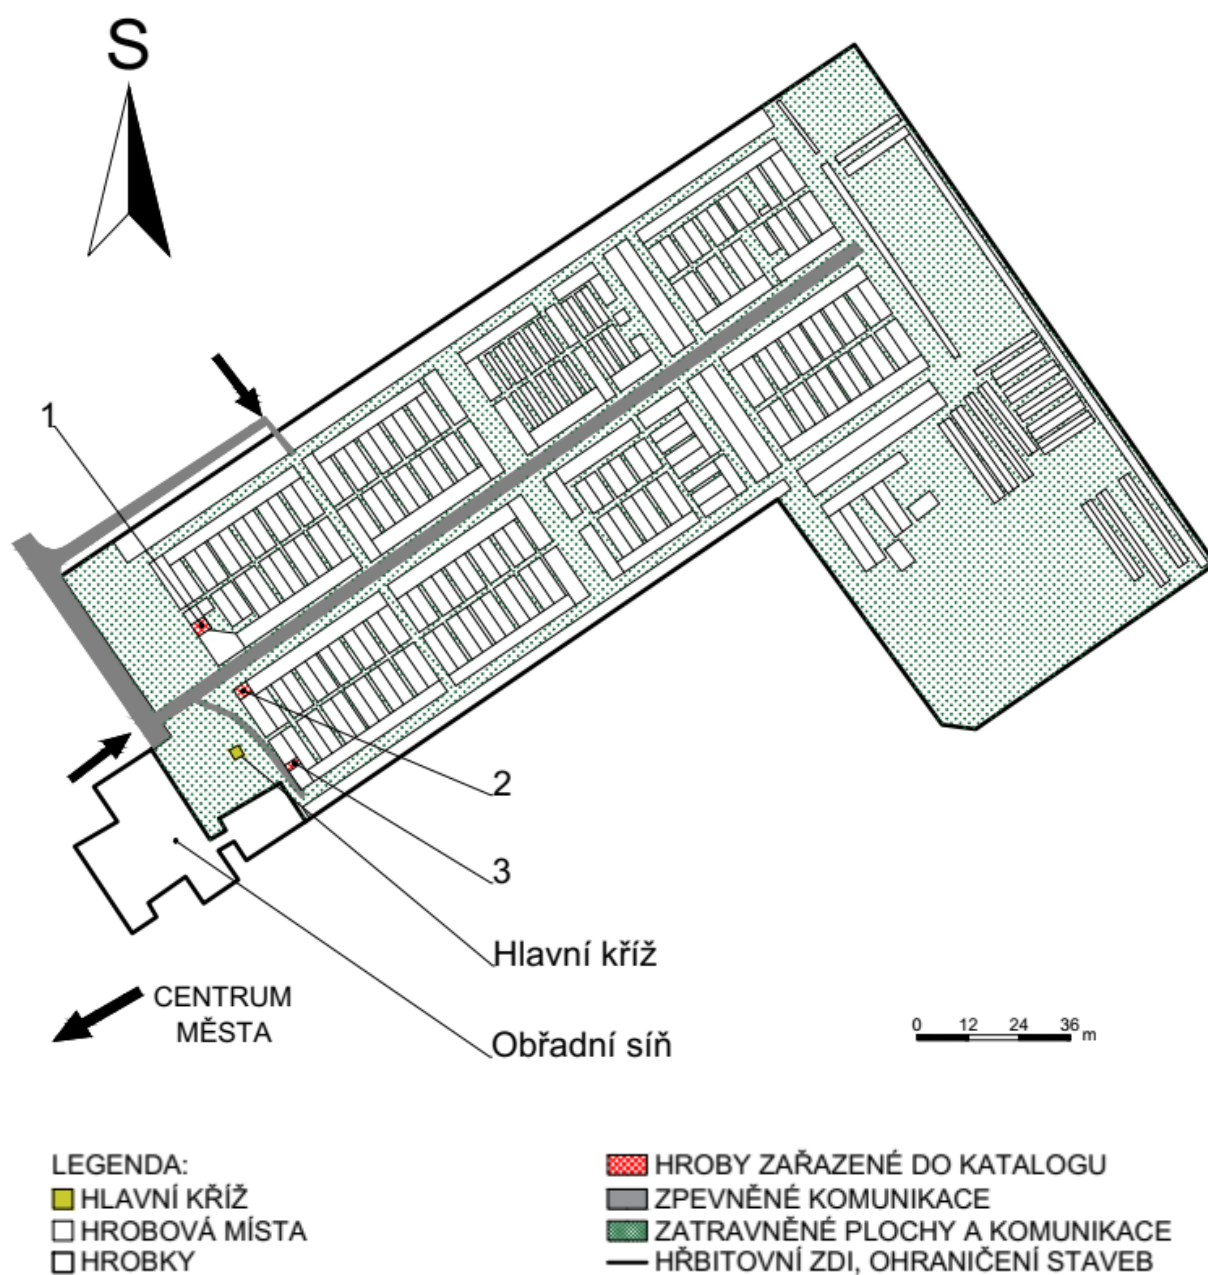 S
1
2
3
Hlavní kříž
CENTRUM
MĚSTA
Obřadní síň
0 12 24 36 m
LEGENDA:
HLAVNÍ KŘÍŽ
HROBOVÁ MÍSTA
HROBKY
HROBY ZAŘAZENÉ DO KATALOGU
ZPEVNĚNÉ KOMUNIKACE
ZATRAVNĚNÉ PLOCHY A KOMUNIKACE
HŘBITOVNÍ ZDI, OHRANIČENÍ STAVEB